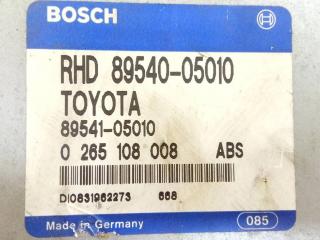 BOSCH
RHD 89540-05010
TOYOTA
89541-05010
0 265 108 008 ABS
DI0831962273 668
Made in Germany 085